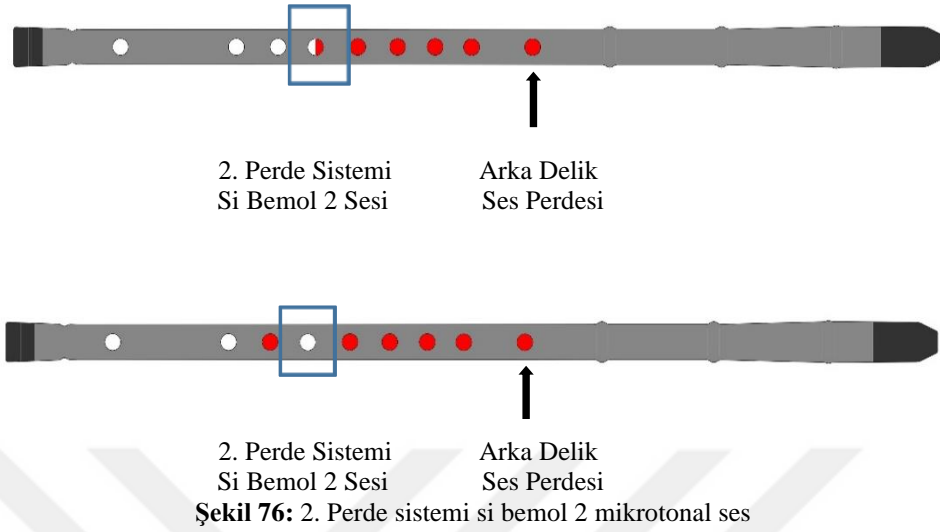 2. Perde Sistemi Arka Delik
Si Bemol 2 Sesi Ses Perdesi
2. Perde Sistemi Arka Delik
Si Bemol 2 Sesi Ses Perdesi
Şekil 76: 2. Perde sistemi si bemol 2 mikrotonal ses